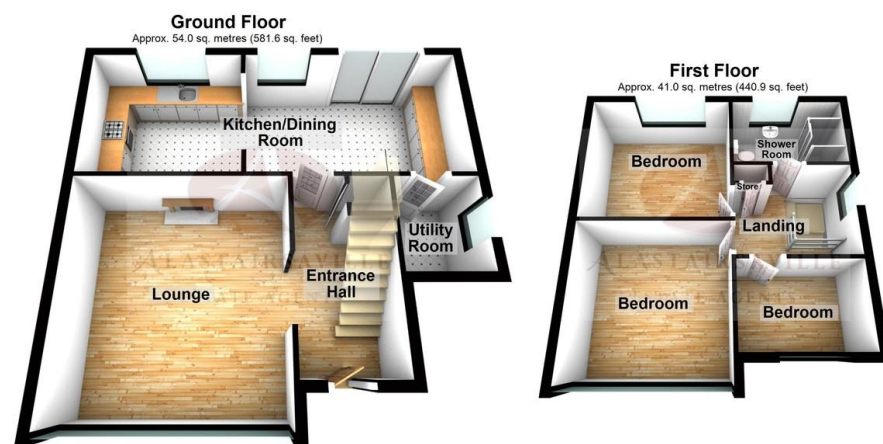 Ground Floor
Approx. 54.0 sq. metres (581.6 sq. feet)
Kitchen/Dining
Room
Utility
Room
Entrance
Hall
Lounge
First Floor
Approx. 41.0 sq. metres (440.9 sq. feet)
Bedroom
Shower
Room
Store
Landing
Bedroom
Bedroom